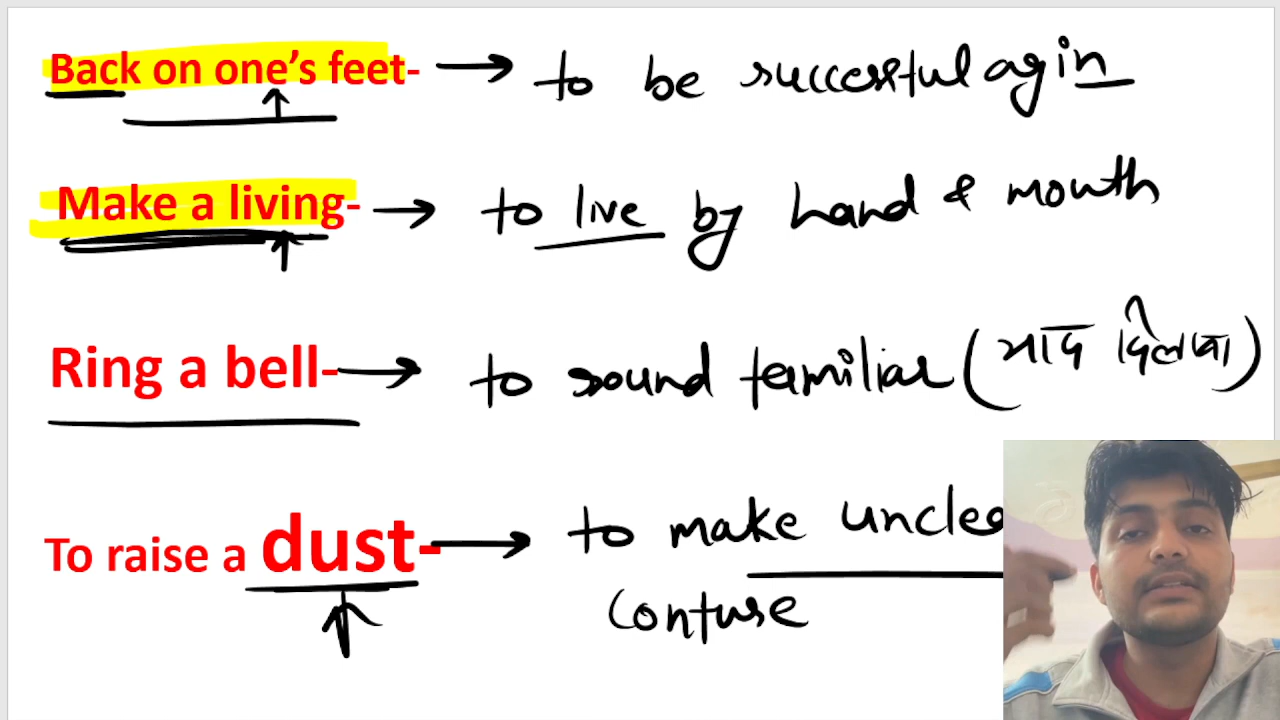 Back on one's feet- → to be successful agin
Make a living- → to live by hand & mouth
Ring a bell- → to sound familiar (याद दिलाना)
To raise a dust- → to make unclea
confuse